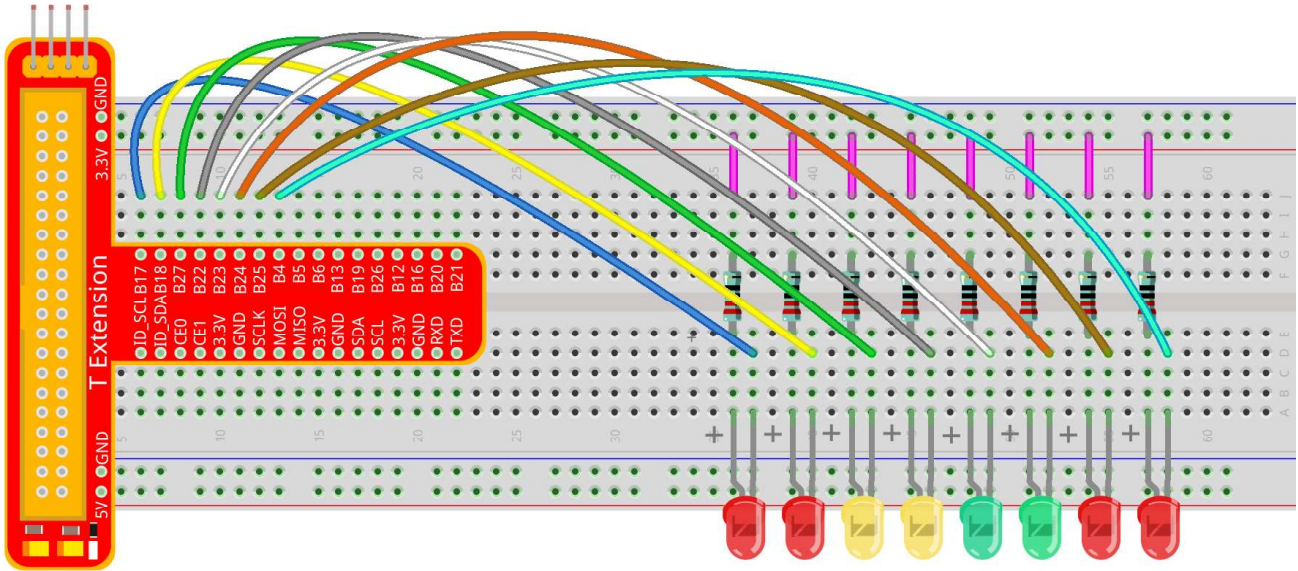 GND
3.3V
5 10 15 20 25 30 35 40 45 50 55 60
J
I
H
G
F
B17 B18 B27 B22 B23 B24 B25 B4 B5 B6 B13 B19 B26 B12 B16 B20 B21
ID_SCL ID_SDA CE0 CE1 3.3V GND SCLK MOSI MISO 3.3V GND SDA SCL 3.3V GND RXD TXD
T Extension
E
D
C
B
A
+ + + + + + + +
5 10 15 20 25 30 55 60
GND
5V